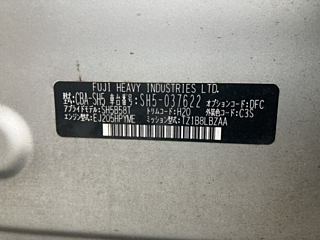 FUJI HEAVY INDUSTRIES LTD.
型式 CBA-SH5 車台番号 SH5-037622 オプションコード:DFC
アプライドモデル:SH5B58T トリムコード:H20 外装色コード:C3S
エンジン型式:EJ205HPYME ミッション型式:TZ1B8LBZAA